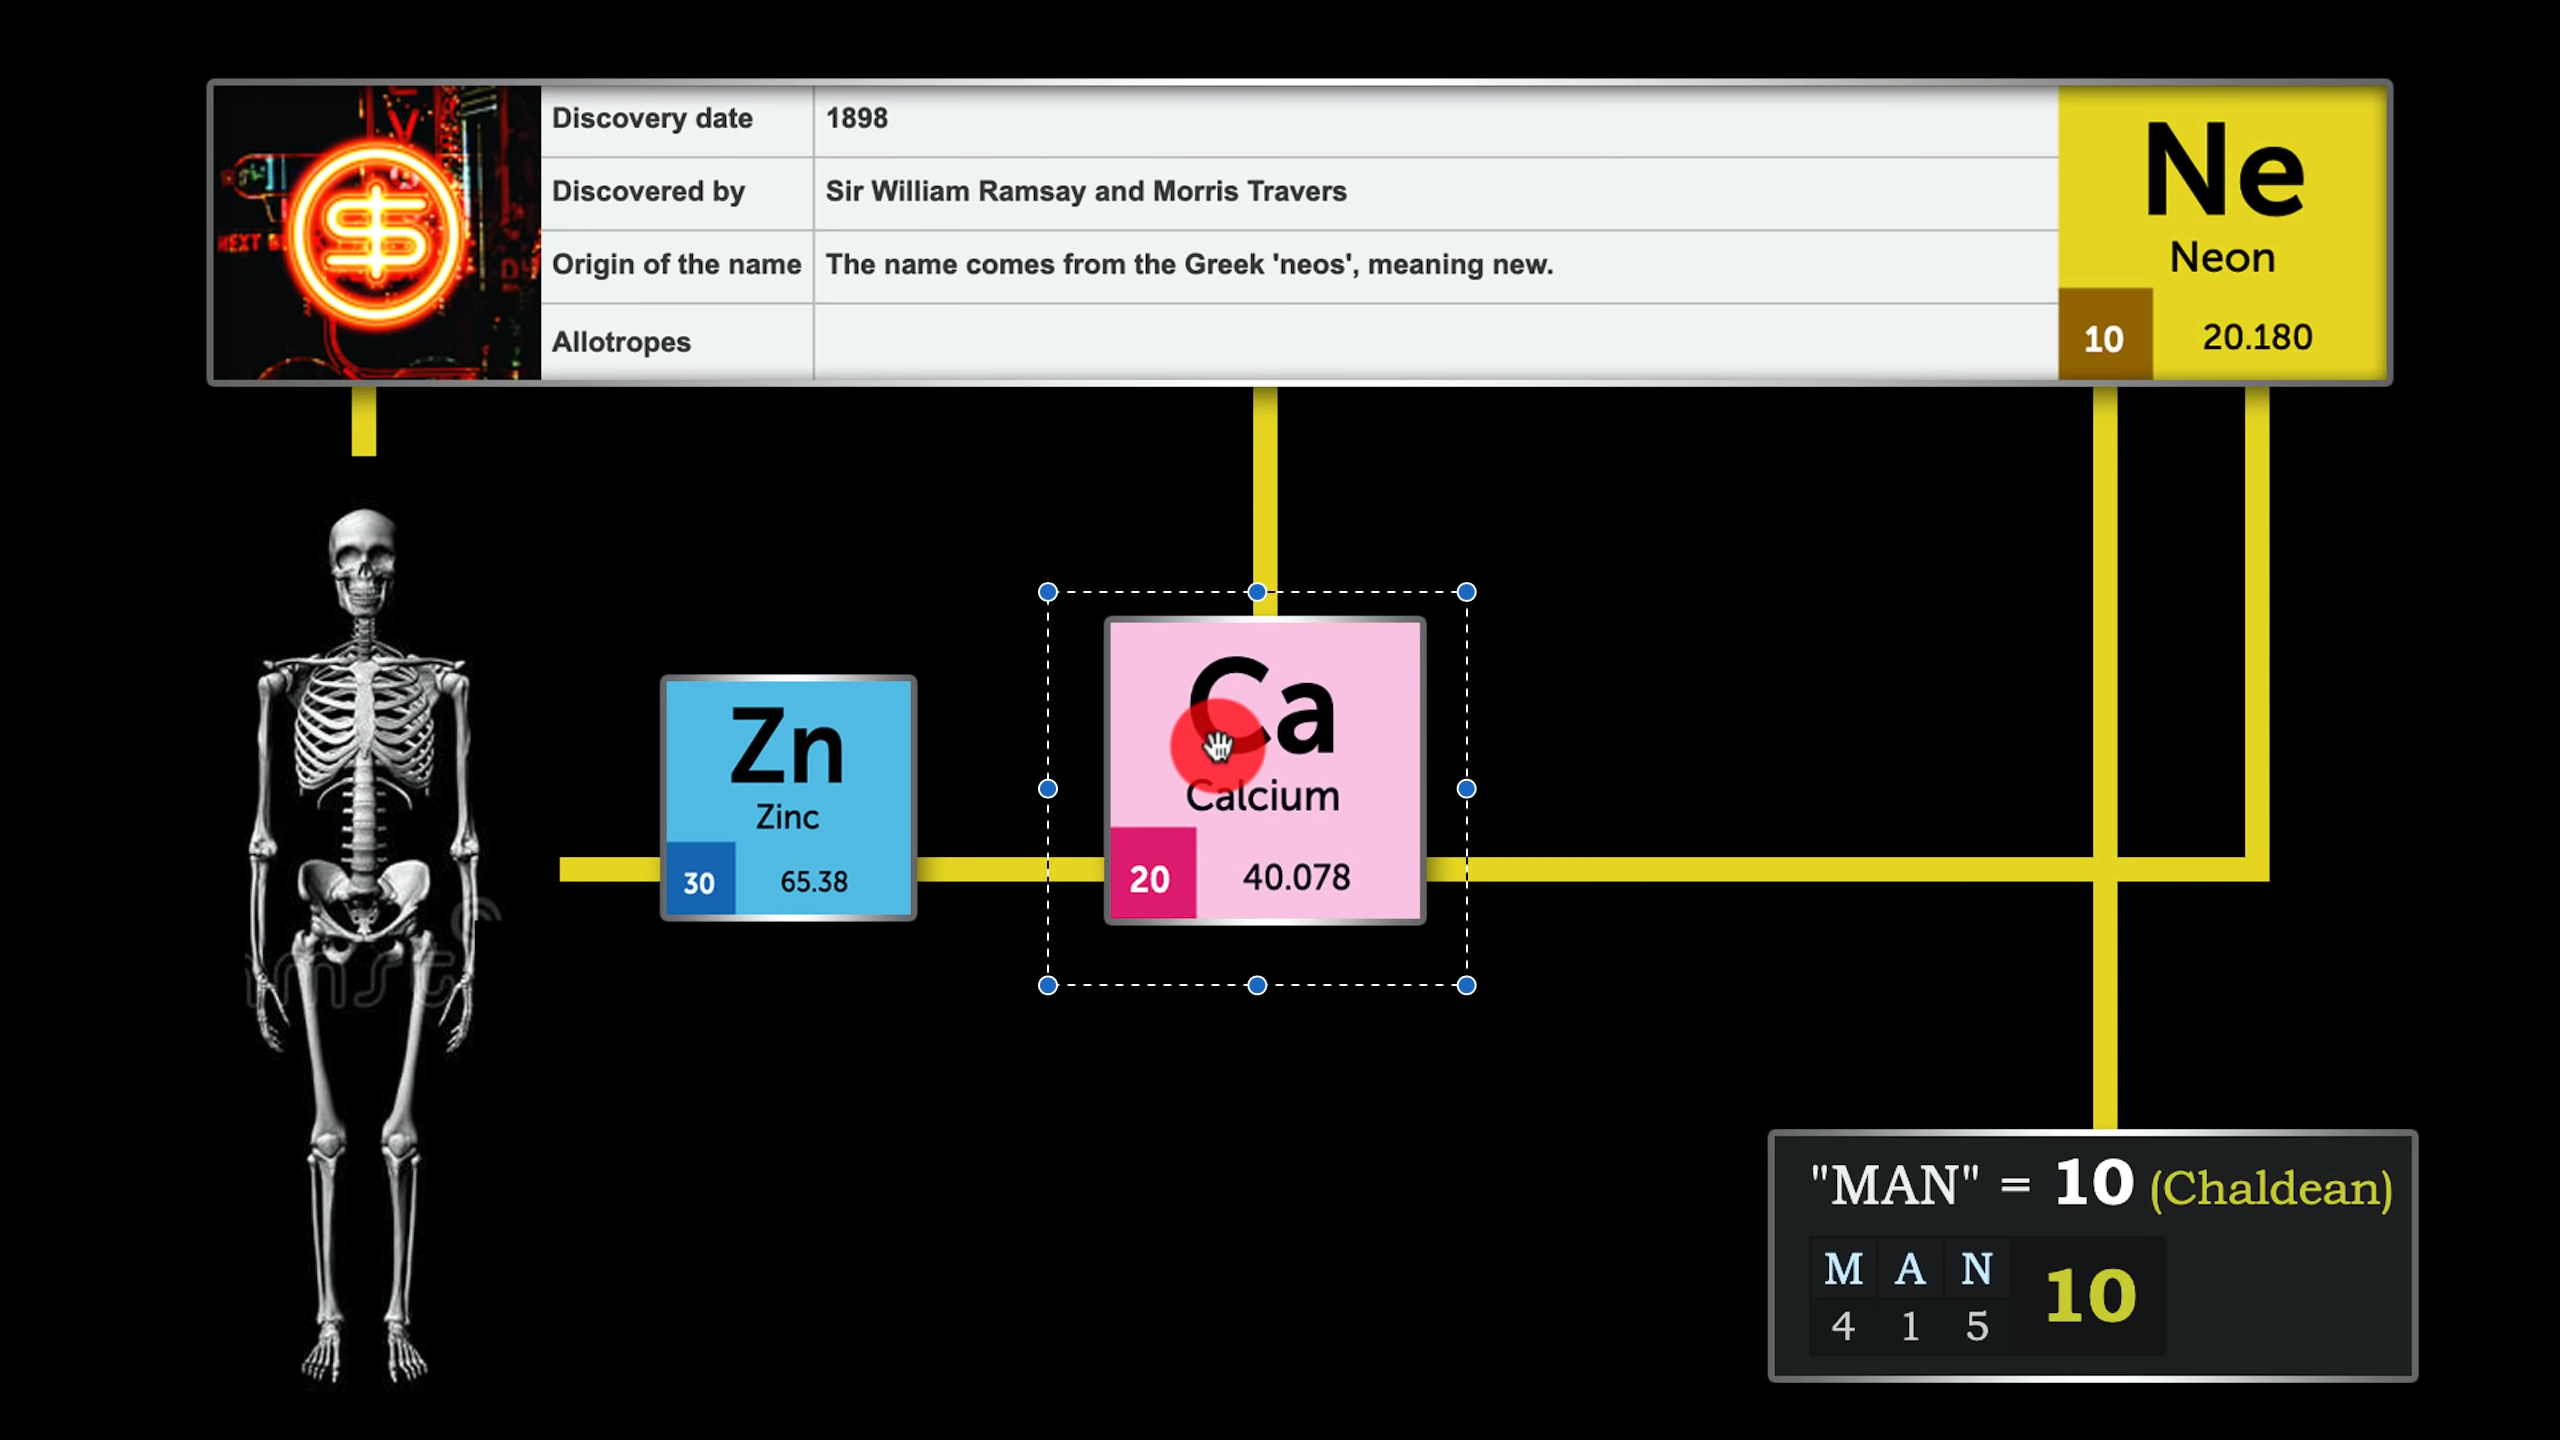 Discovery date 1898
Discovered by Sir William Ramsay and Morris Travers
Origin of the name The name comes from the Greek 'neos', meaning new.
Allotropes
Ne
Neon
10 20.180
Zn
Zinc
30 65.38
Ca
Calcium
20 40.078
"MAN" = 10 (Chaldean)
M A N 10
4 1 5